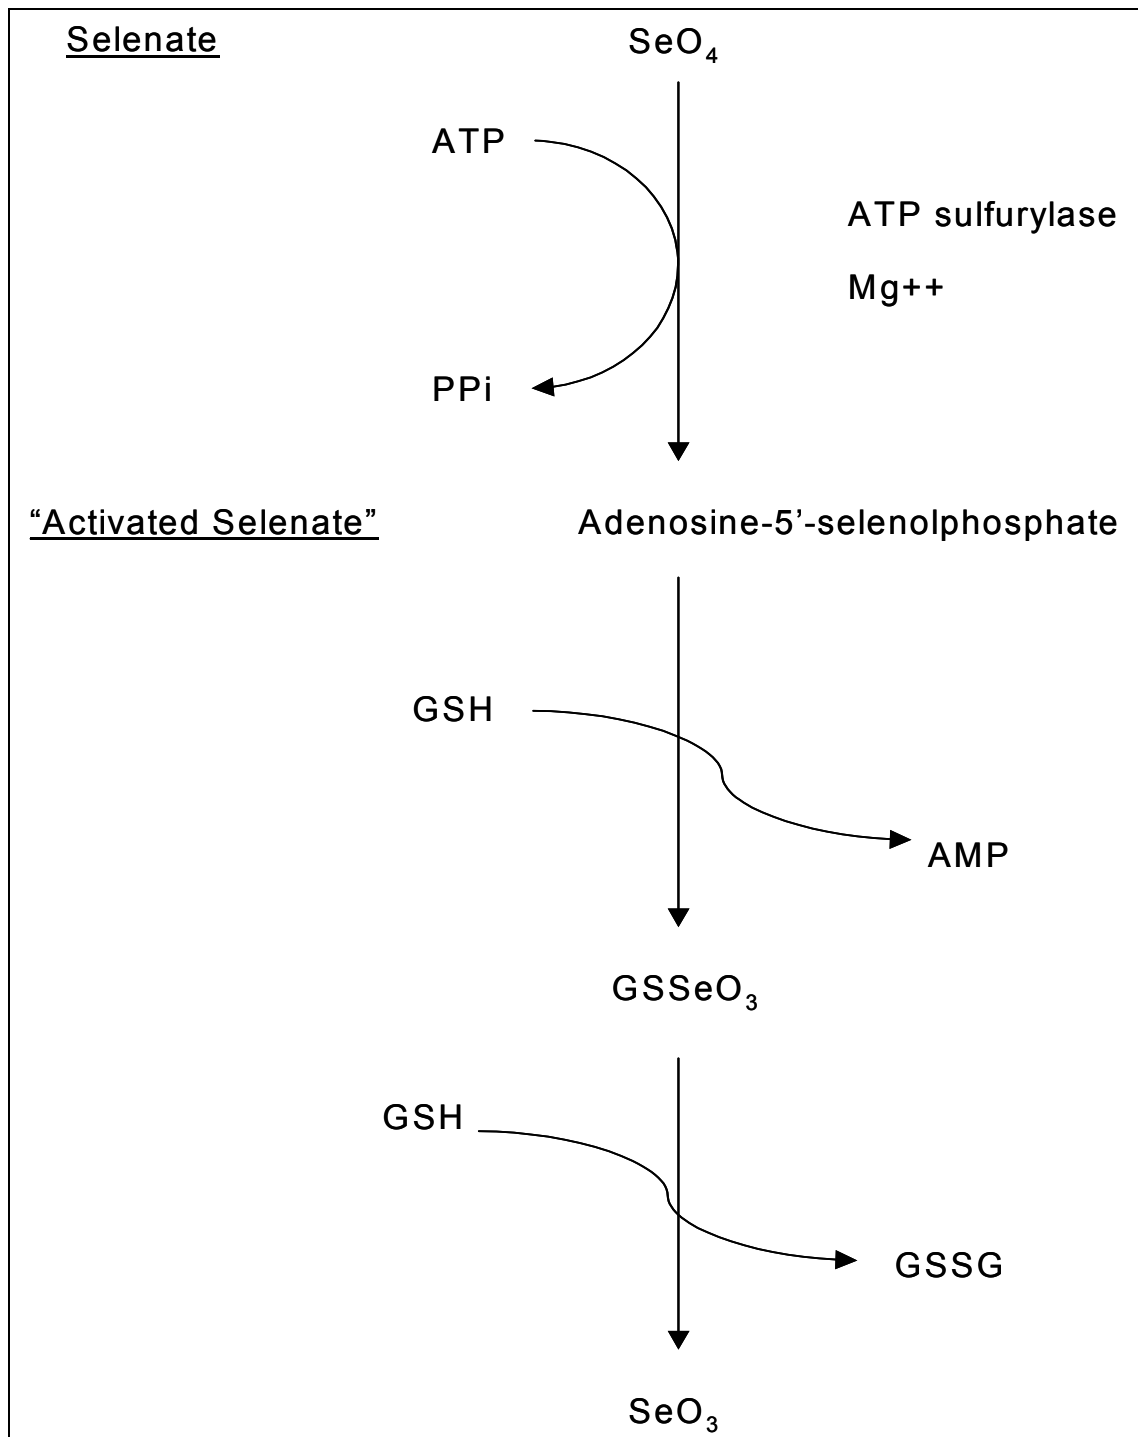 Selenate
SeO₄
ATP
ATP sulfurylase
Mg++
PPi
“Activated Selenate”
Adenosine-5’-selenolphosphate
GSH
AMP
GSSeO₃
GSH
GSSG
SeO₃